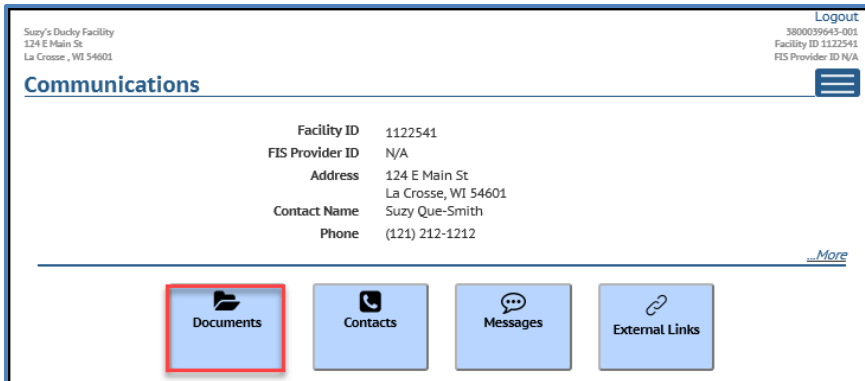 Logout
Suzy's Ducky Facility
124 E Main St
La Crosse , WI 54601
3800039643-001
Facility ID 1122541
FIS Provider ID N/A
Communications
Facility ID 1122541
FIS Provider ID N/A
Address 124 E Main St
La Crosse, WI 54601
Contact Name Suzy Que-Smith
Phone (121) 212-1212
...More
Documents
Contacts
Messages
External Links